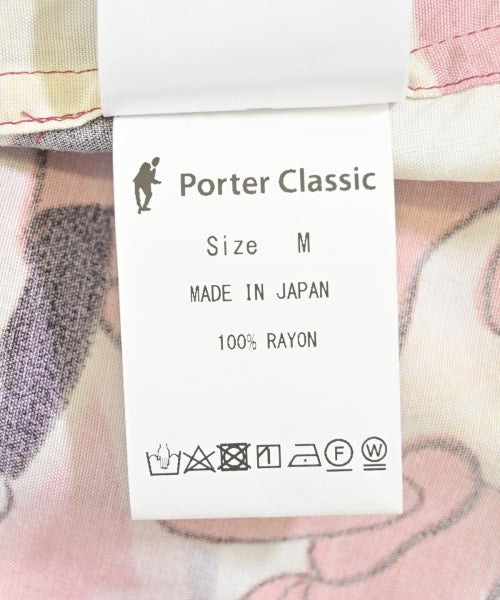 Porter Classic
Size M
MADE IN JAPAN
100% RAYON
F W